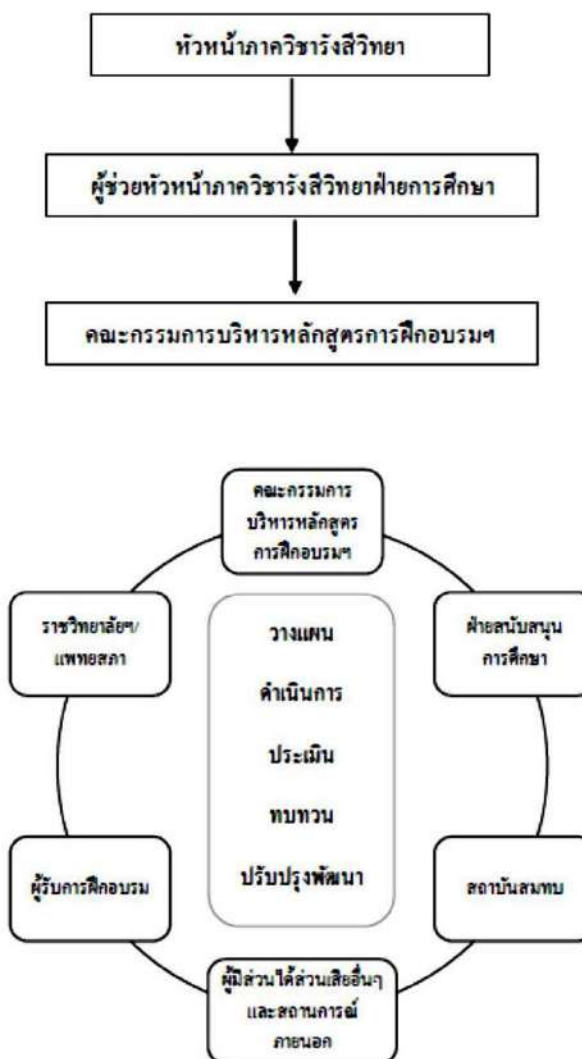 หัวหน้าภาควิชารังสีวิทยา
ผู้ช่วยหัวหน้าภาควิชารังสีวิทยาฝ่ายการศึกษา
คณะกรรมการบริหารหลักสูตรการฝึกอบรมฯ
คณะกรรมการ
บริหารหลักสูตร
การฝึกอบรมฯ
ราชวิทยาลัยฯ/
แพทยสภา
ฝ่ายสนับสนุน
การศึกษา
วางแผน
ดำเนินการ
ประเมิน
ทบทวน
ปรับปรุงพัฒนา
ผู้รับการฝึกอบรม
สถาบันสมทบ
ผู้มีส่วนได้ส่วนเสียอื่นๆ
และสถานการณ์
ภายนอก